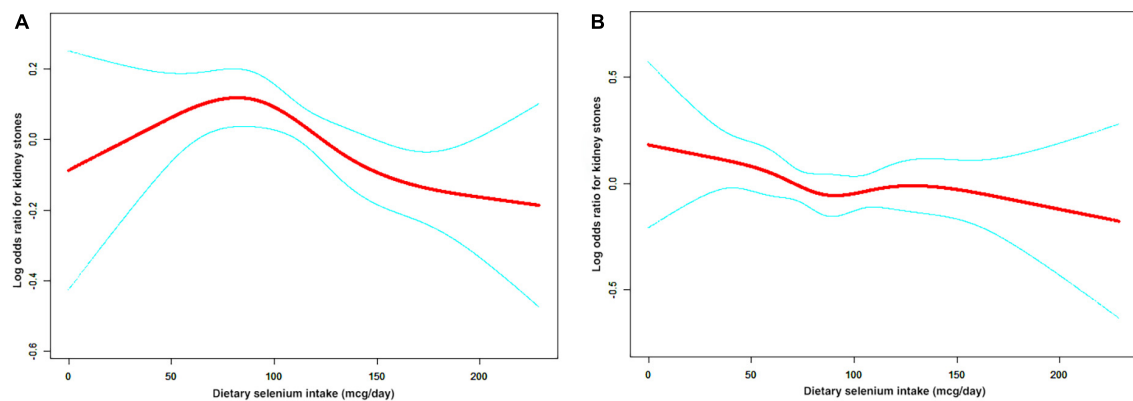 A
Log odds ratio for kidney stones
0.2
0.0
-0.2
-0.4
-0.6
0 50 100 150 200
Dietary selenium intake (mcg/day)
B
Log odds ratio for kidney stones
0.5
0.0
-0.5
0 50 100 150 200
Dietary selenium intake (mcg/day)